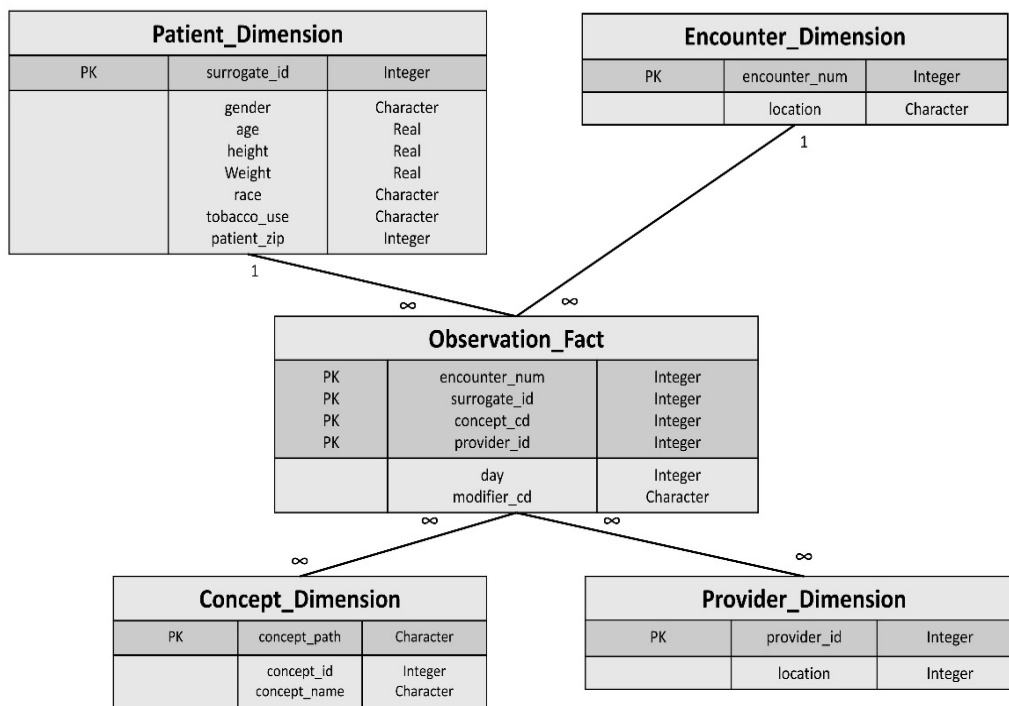 Patient_Dimension
PK surrogate_id Integer
gender Character
age Real
height Real
Weight Real
race Character
tobacco_use Character
patient_zip Integer
Encounter_Dimension
PK encounter_num Integer
location Character
1
1
∞
∞
Observation_Fact
PK encounter_num Integer
PK surrogate_id Integer
PK concept_cd Integer
PK provider_id Integer
day Integer
modifier_cd Character
∞
∞
∞
∞
Concept_Dimension
PK concept_path Character
concept_id Integer
concept_name Character
Provider_Dimension
PK provider_id Integer
location Integer